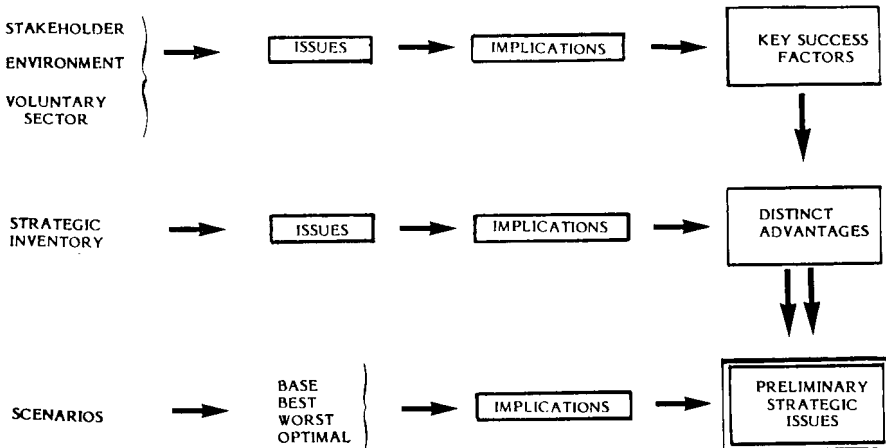 STAKEHOLDER
ENVIRONMENT
VOLUNTARY
SECTOR
ISSUES
IMPLICATIONS
KEY SUCCESS
FACTORS
STRATEGIC
INVENTORY
ISSUES
IMPLICATIONS
DISTINCT
ADVANTAGES
SCENARIOS
BASE
BEST
WORST
OPTIMAL
IMPLICATIONS
PRELIMINARY
STRATEGIC
ISSUES